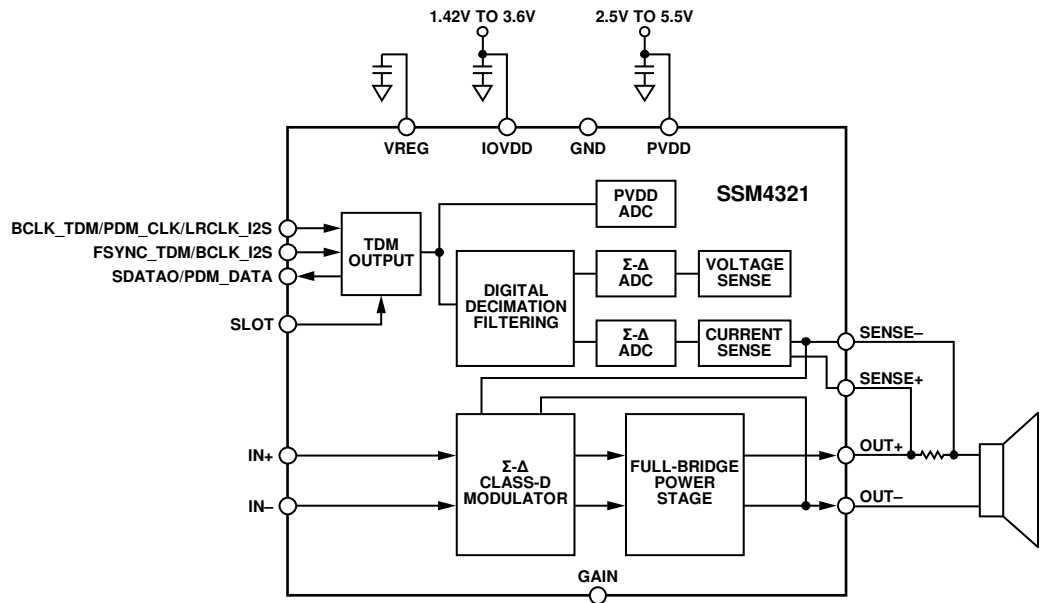 1.42V TO 3.6V
2.5V TO 5.5V
VREG
IOVDD
GND
PVDD
SSM4321
PVDD
ADC
BCLK_TDM/PDM_CLK/LRCLK_I2S
FSYNC_TDM/BCLK_I2S
SDATAO/PDM_DATA
SLOT
TDM
OUTPUT
DIGITAL
DECIMATION
FILTERING
Σ-Δ
ADC
VOLTAGE
SENSE
Σ-Δ
ADC
CURRENT
SENSE
SENSE–
SENSE+
IN+
IN–
Σ-Δ
CLASS-D
MODULATOR
FULL-BRIDGE
POWER
STAGE
OUT+
OUT–
GAIN